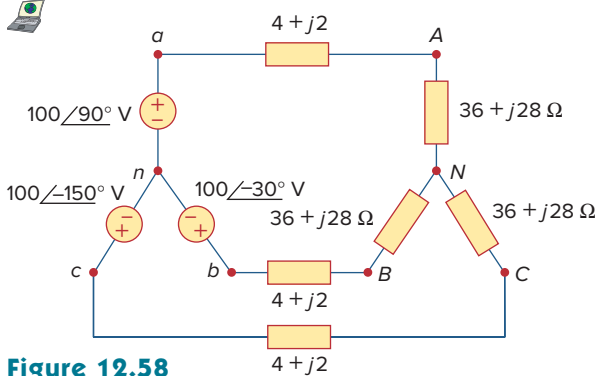 4 + j2
a
A
+
−
100∠90° V
36 + j28 Ω
n
N
100∠−150° V
100∠−30° V
−
+
−
+
36 + j28 Ω
36 + j28 Ω
c
b
B
C
4 + j2
4 + j2
Figure 12.58